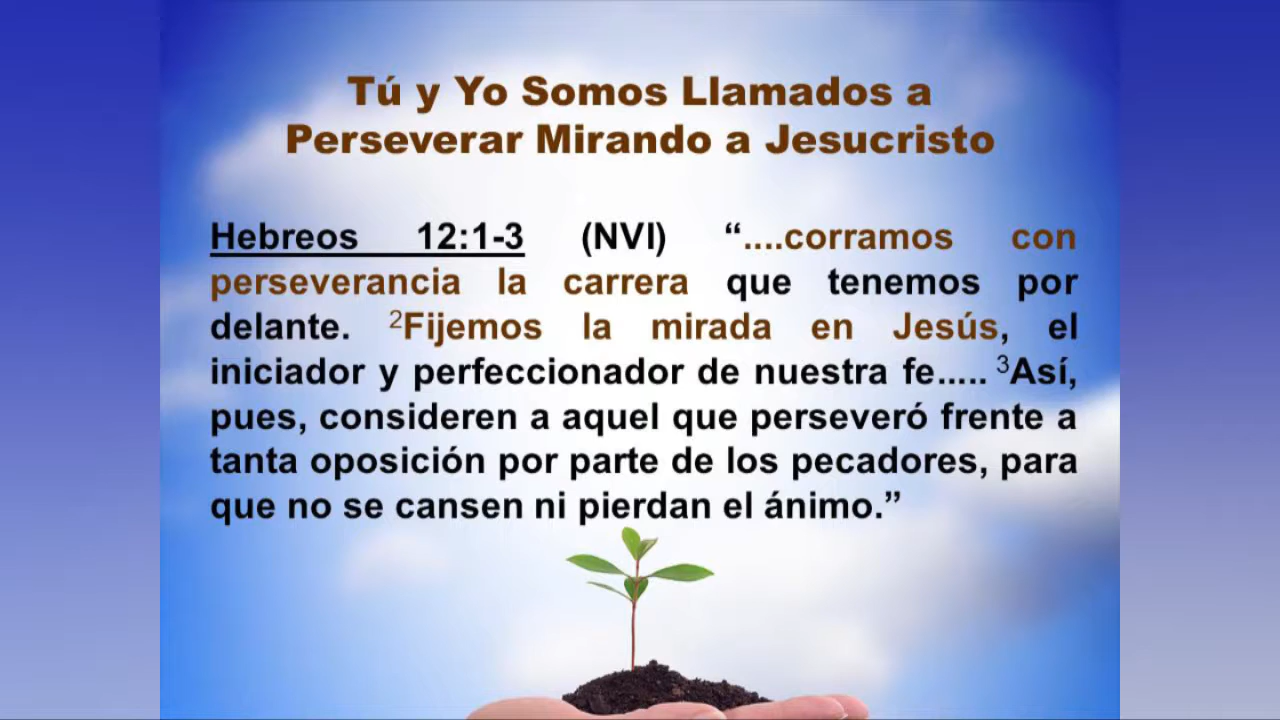 Tú y Yo Somos Llamados a
Perseverar Mirando a Jesucristo
Hebreos 12:1-3 (NVI) “....corramos con
perseverancia la carrera que tenemos por
delante. ²Fijemos la mirada en Jesús, el
iniciador y perfeccionador de nuestra fe..... ³Así,
pues, consideren a aquel que perseveró frente a
tanta oposición por parte de los pecadores, para
que no se cansen ni pierdan el ánimo.”